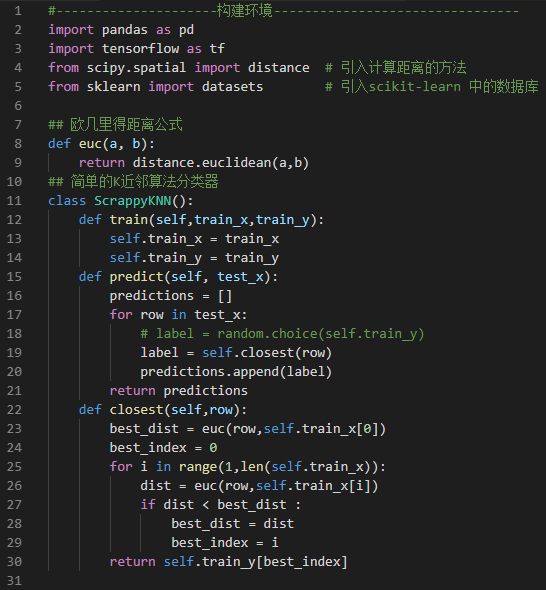 1 #---------------------构建环境--------------------------------
2 import pandas as pd
3 import tensorflow as tf
4 from scipy.spatial import distance  # 引入计算距离的方法
5 from sklearn import datasets        # 引入scikit-learn 中的数据库
6
7 ## 欧几里得距离公式
8 def euc(a, b):
9     return distance.euclidean(a,b)
10 ## 简单的K近邻算法分类器
11 class ScrappyKNN():
12     def train(self,train_x,train_y):
13         self.train_x = train_x
14         self.train_y = train_y
15     def predict(self, test_x):
16         predictions = []
17         for row in test_x:
18             # label = random.choice(self.train_y)
19             label = self.closest(row)
20             predictions.append(label)
21         return predictions
22     def closest(self,row):
23         best_dist = euc(row,self.train_x[0])
24         best_index = 0
25         for i in range(1,len(self.train_x)):
26             dist = euc(row,self.train_x[i])
27             if dist < best_dist :
28                 best_dist = dist
29                 best_index = i
30         return self.train_y[best_index]
31